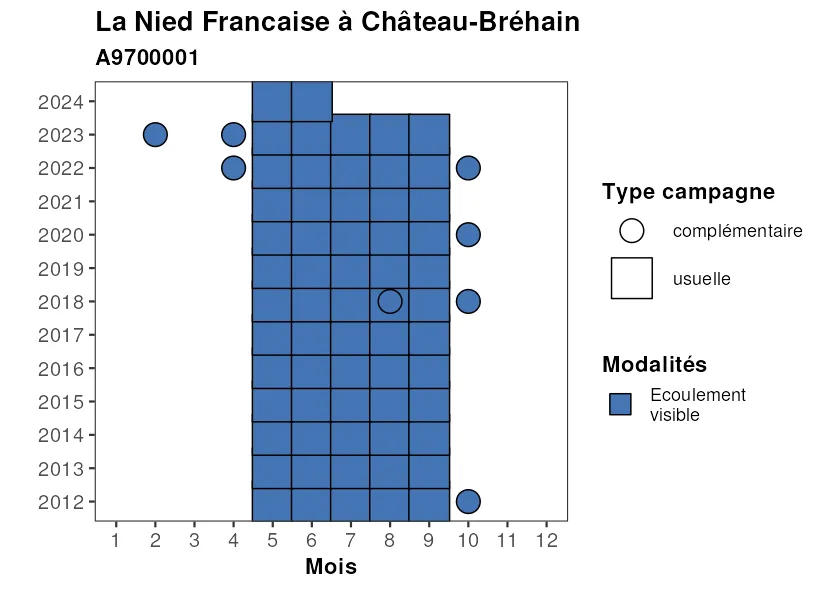 La Nied Francaise à Château-Bréhain
A9700001
2024
2023
2022
2021
2020
2019
2018
2017
2016
2015
2014
2013
2012
1 2 3 4 5 6 7 8 9 10 11 12
Mois
Type campagne
complémentaire
usuelle
Modalités
Ecoulement
visible